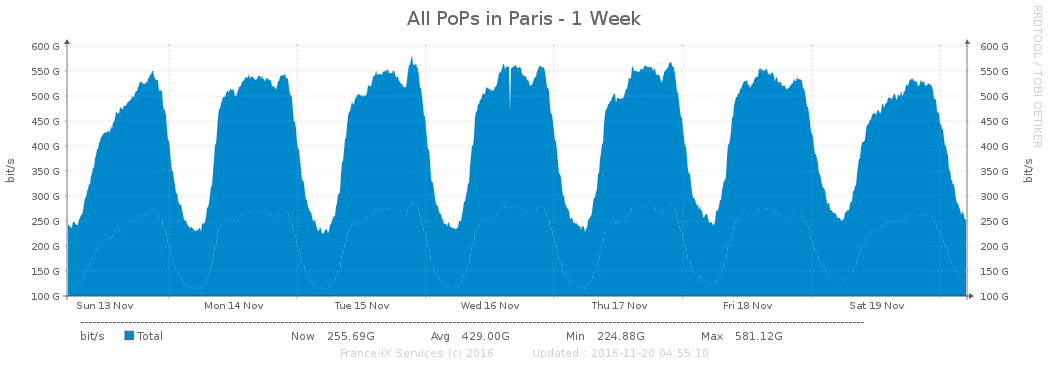 All PoPs in Paris - 1 Week
RRDTOOL / TOBI OETIKER
600 G 600 G
550 G 550 G
500 G 500 G
450 G 450 G
400 G 400 G
350 G 350 G
300 G 300 G
250 G 250 G
200 G 200 G
150 G 150 G
100 G 100 G
bit/s bit/s
Sun 13 Nov Mon 14 Nov Tue 15 Nov Wed 16 Nov Thu 17 Nov Fri 18 Nov Sat 19 Nov
bit/s Total Now 255.69G Avg 429.00G Min 224.88G Max 581.12G
France-IX Services (c) 2016 Updated : 2016-11-20 04:55:10